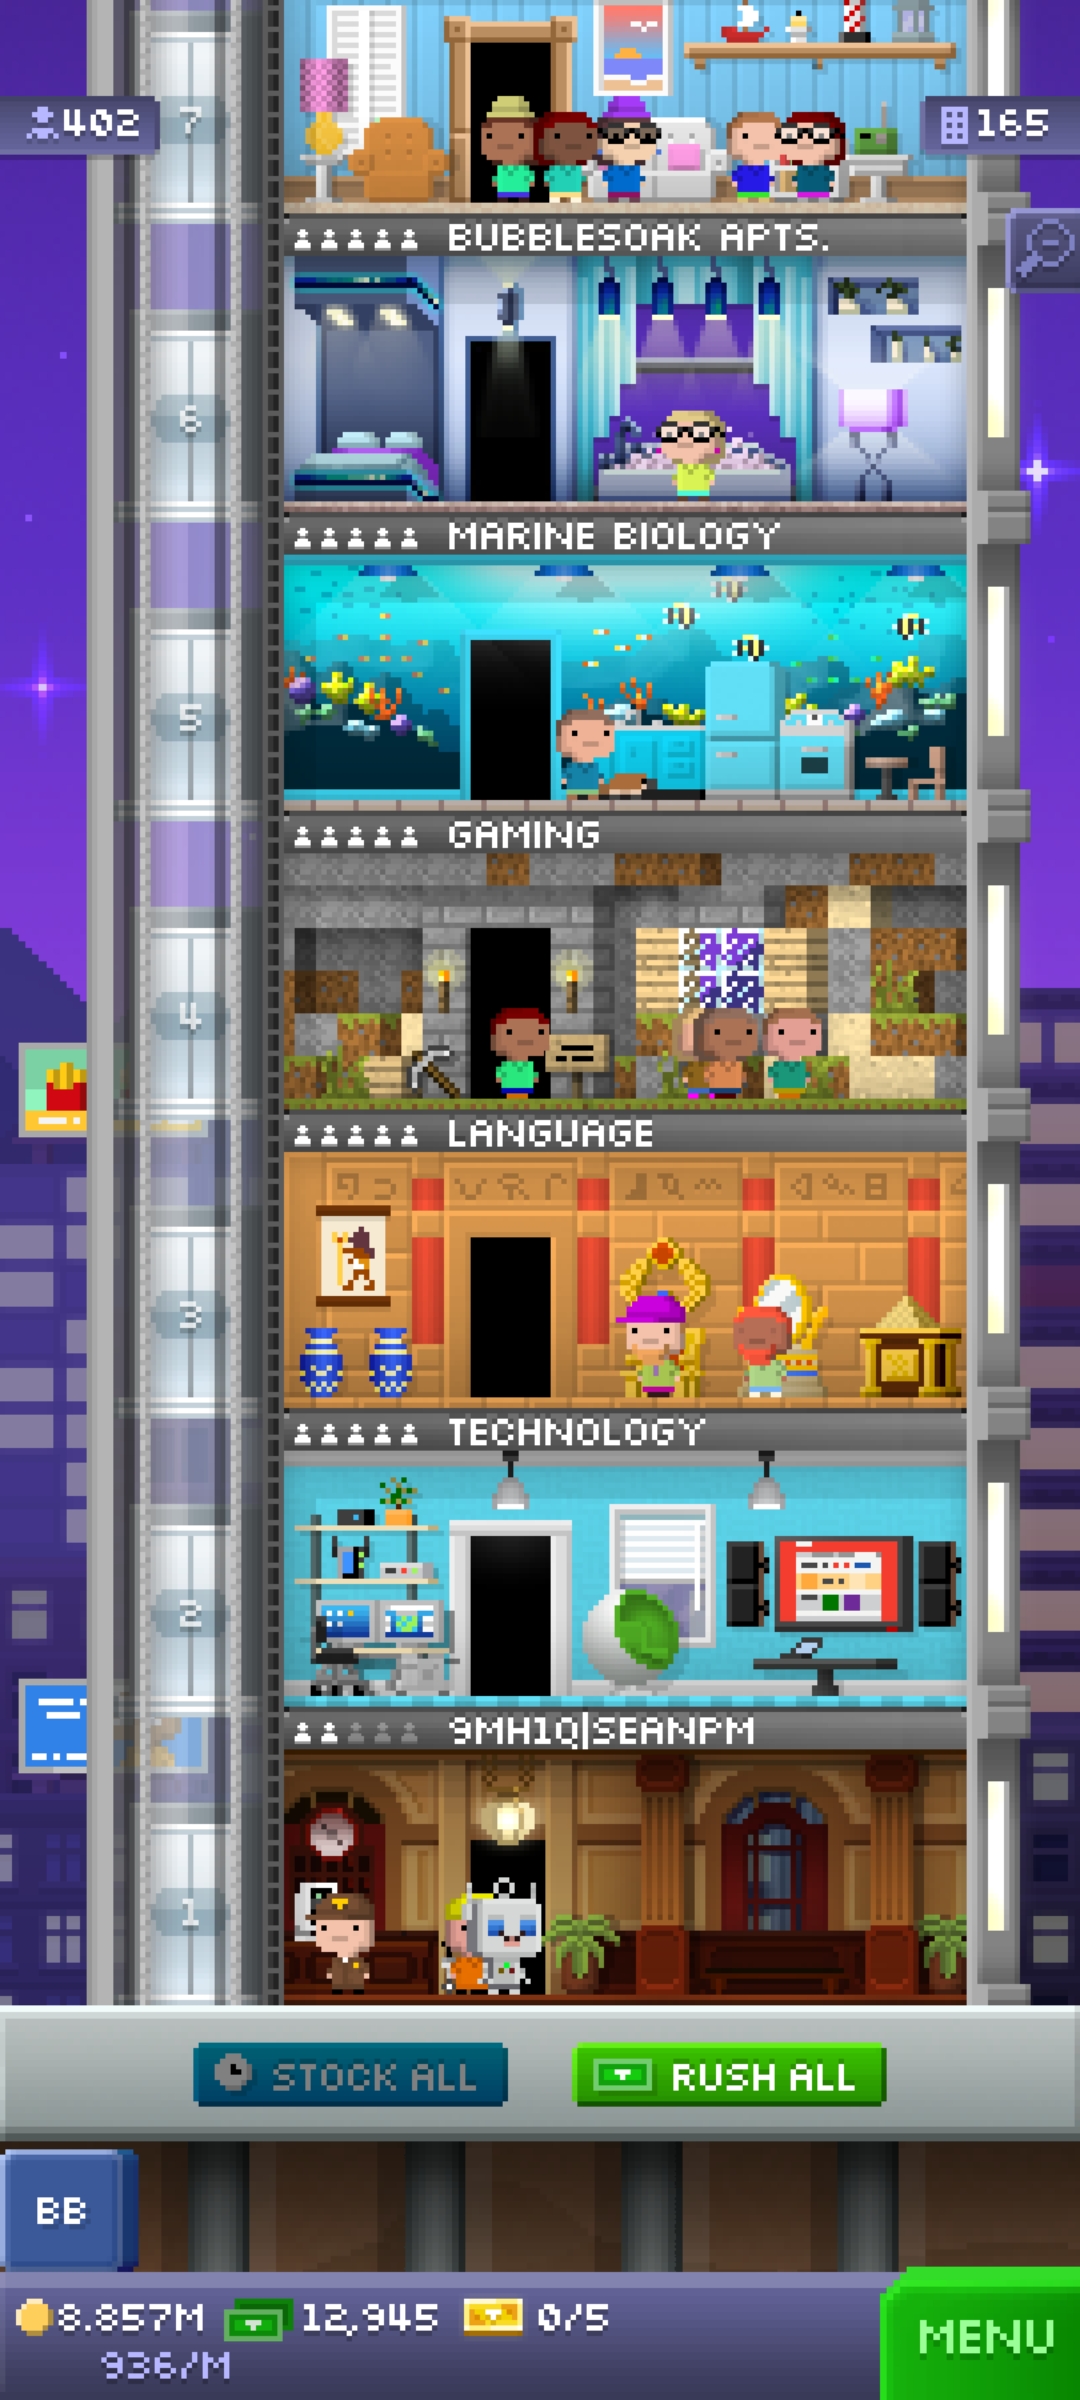 402
7
165
BUBBLESOAK APTS.
6
MARINE BIOLOGY
5
GAMING
4
LANGUAGE
3
TECHNOLOGY
2
9MH1Q|SEANPM
1
STOCK ALL
RUSH ALL
BB
8.857M 12,945 0/5
936/M
MENU